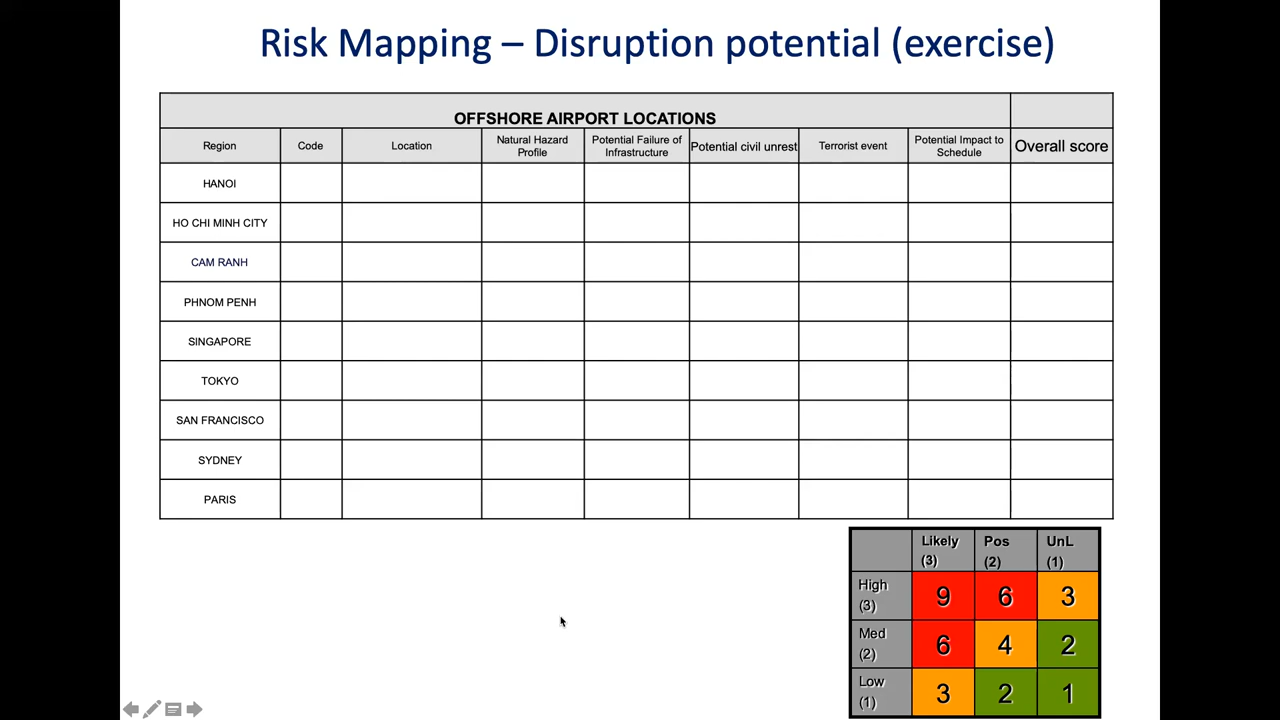 Risk Mapping – Disruption potential (exercise)
OFFSHORE AIRPORT LOCATIONS
Region Code Location Natural Hazard Profile Potential Failure of Infrastructure Potential civil unrest Terrorist event Potential Impact to Schedule Overall score
HANOI
HO CHI MINH CITY
CAM RANH
PHNOM PENH
SINGAPORE
TOKYO
SAN FRANCISCO
SYDNEY
PARIS
Likely (3) Pos (2) UnL (1)
High (3) 9 6 3
Med (2) 6 4 2
Low (1) 3 2 1